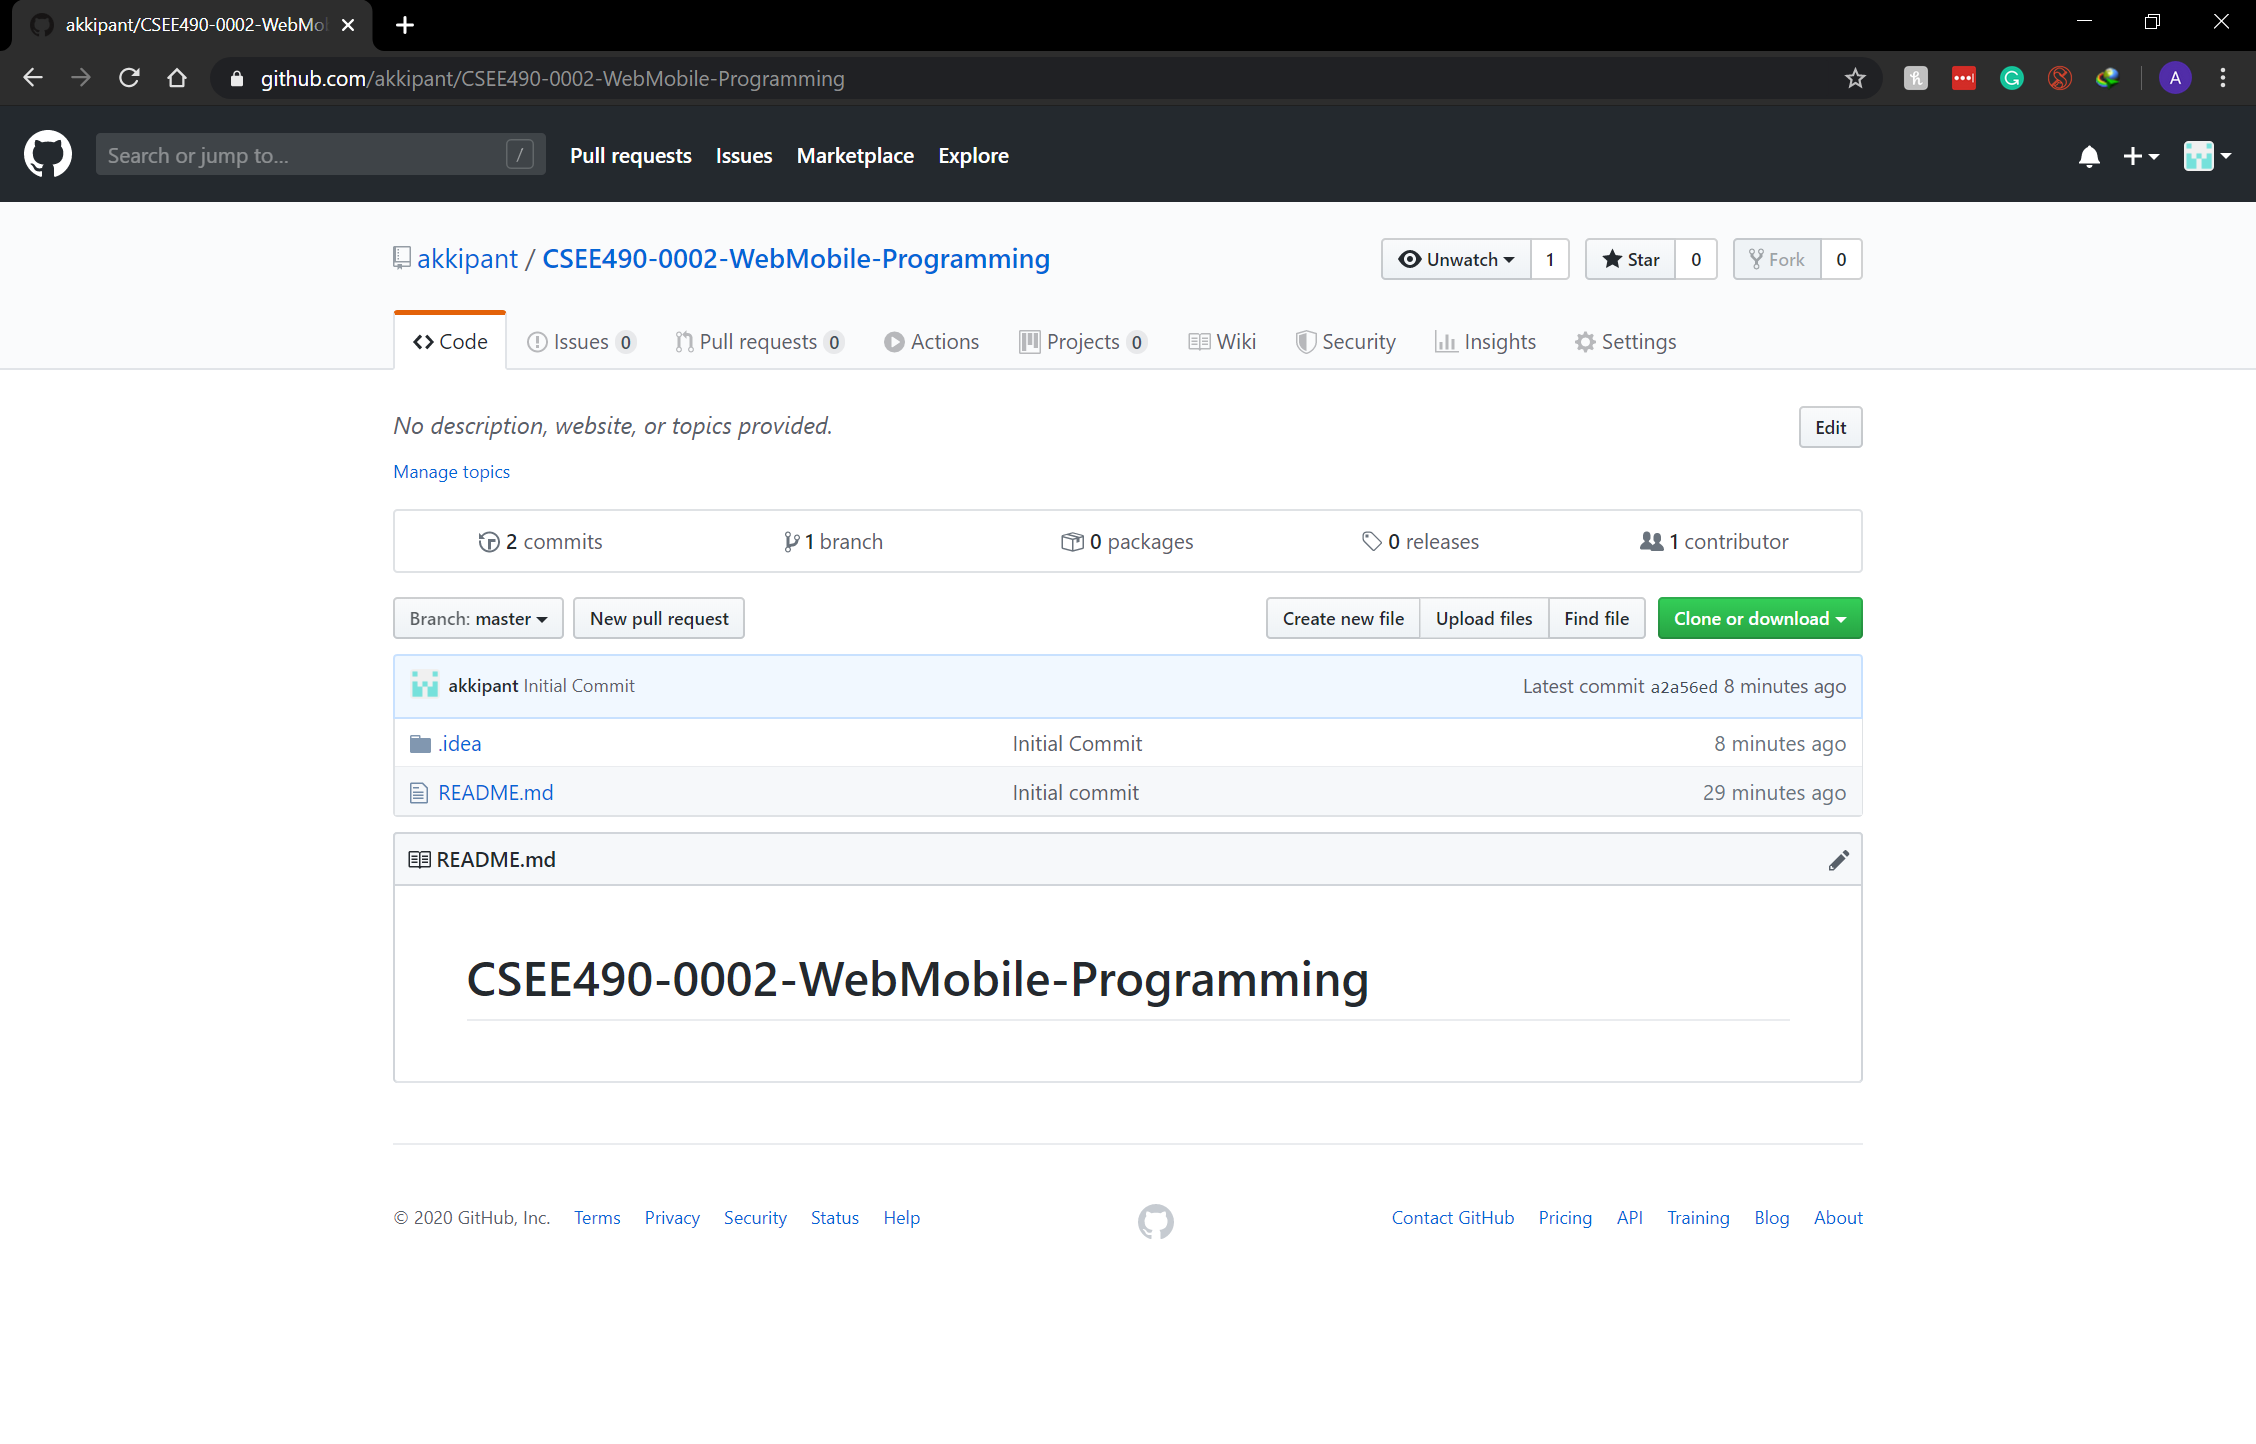 akkipant/CSEE490-0002-WebMo
github.com/akkipant/CSEE490-0002-WebMobile-Programming
A
Search or jump to... / Pull requests Issues Marketplace Explore
akkipant / CSEE490-0002-WebMobile-Programming Unwatch 1 Star 0 Fork 0
Code Issues 0 Pull requests 0 Actions Projects 0 Wiki Security Insights Settings
No description, website, or topics provided. Edit
Manage topics
2 commits 1 branch 0 packages 0 releases 1 contributor
Branch: master New pull request Create new file Upload files Find file Clone or download
akkipant Initial Commit Latest commit a2a56ed 8 minutes ago
.idea Initial Commit 8 minutes ago
README.md Initial commit 29 minutes ago
README.md
CSEE490-0002-WebMobile-Programming
© 2020 GitHub, Inc. Terms Privacy Security Status Help Contact GitHub Pricing API Training Blog About